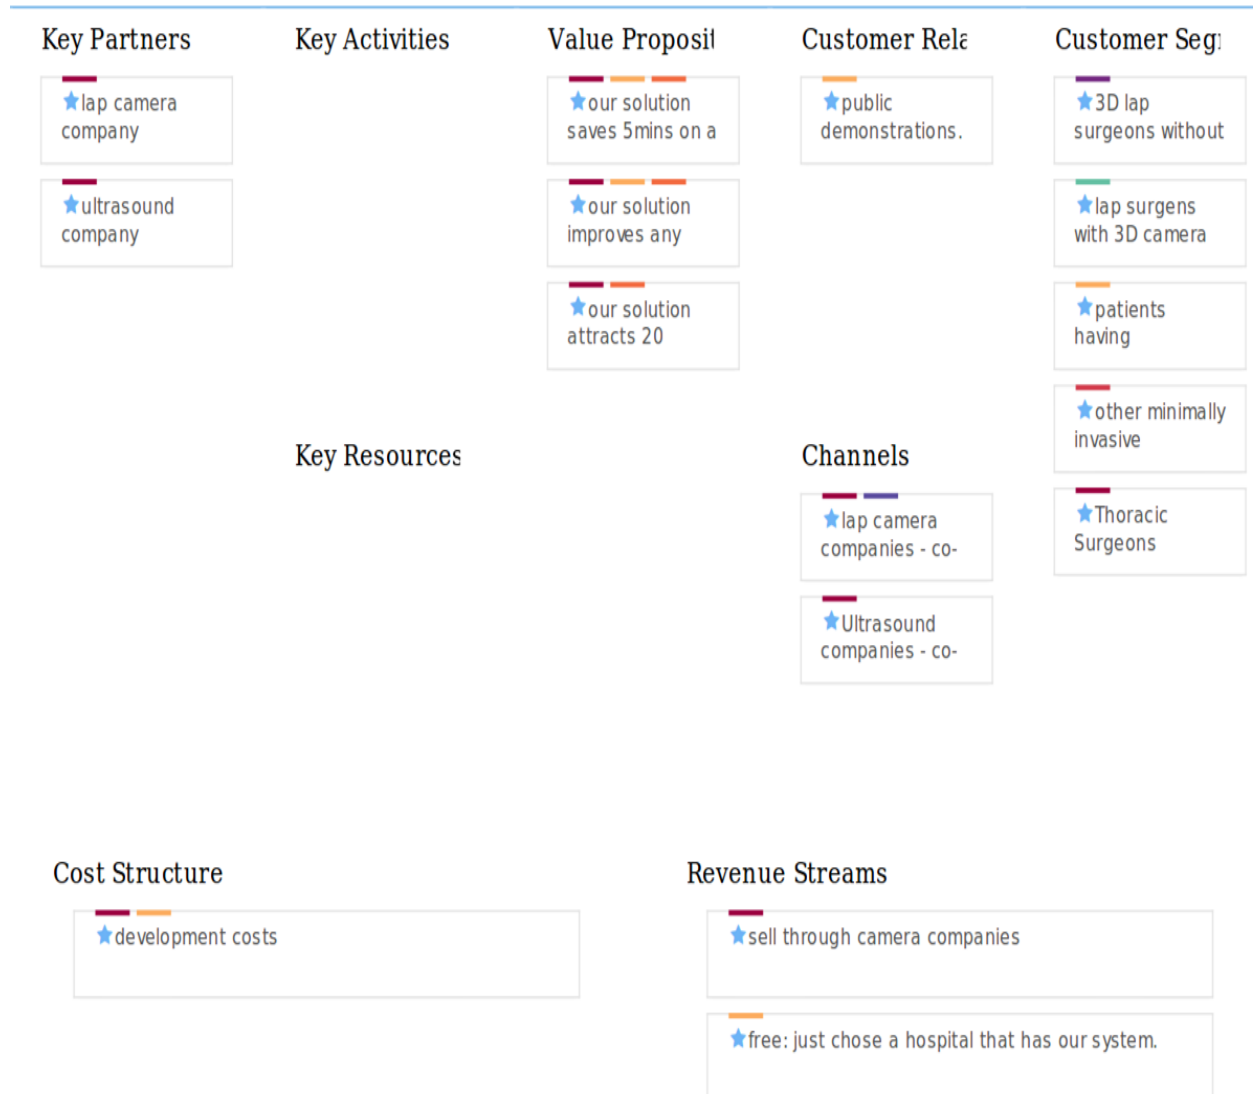 Key Partners
lap camera
company
ultrasound
company
Key Activities
Key Resources
Value Proposit
our solution
saves 5mins on a
our solution
improves any
our solution
attracts 20
Customer Rela
public
demonstrations.
Channels
lap camera
companies - co-
Ultrasound
companies - co-
Customer Seg
3D lap
surgeons without
lap surgens
with 3D camera
patients
having
other minimally
invasive
Thoracic
Surgeons
Cost Structure
development costs
Revenue Streams
sell through camera companies
free: just chose a hospital that has our system.